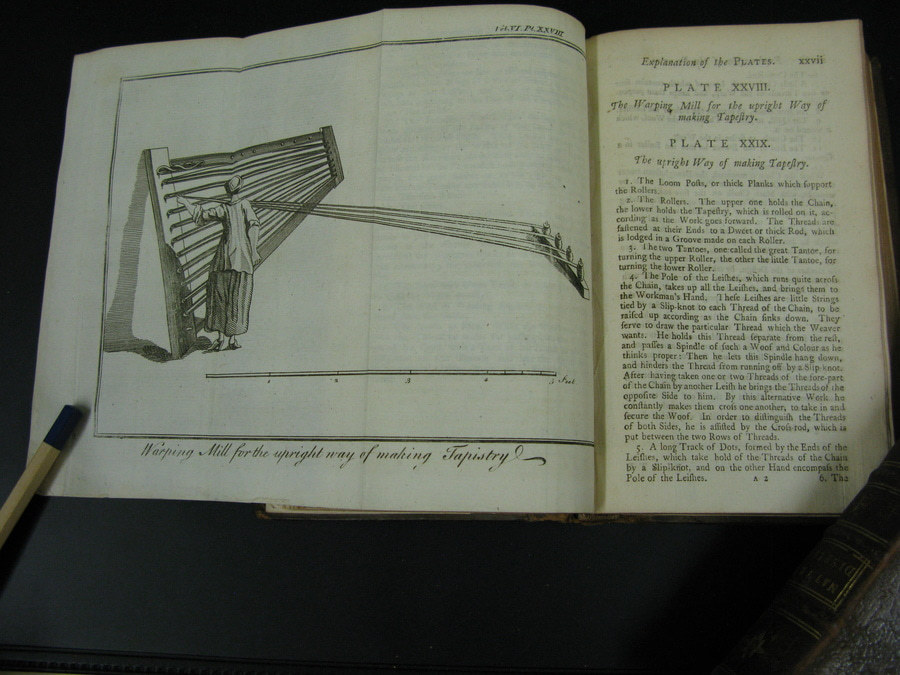 Vol. VI. Pl. XXVIII
1
2
3
4
5 Feet
Warping Mill for the upright way of making Tapistry
Explanation of the PLATES. xxvii
PLATE XXVIII.
The Warping Mill for the upright Way of
making Tapeſtry.
PLATE XXIX.
The upright Way of making Tapeſtry.
1. The Loom Poſts, or thick Planks which ſupport
the Rollers.
2. The Rollers. The upper one holds the Chain,
the lower holds the Tapeſtry, which is rolled on it, ac-
cording as the Work goes forward. The Threads are
faſtened at their Ends to a Dweet or thick Rod, which
is lodged in a Groove made on each Roller.
3. The two Tantoes, one called the great Tantoe, for
turning the upper Roller, the other the little Tantoe, for
turning the lower Roller.
4. The Pole of the Leiſhes, which runs quite acroſs
the Chain, takes up all the Leiſhes, and brings them to
the Workman's Hand. Theſe Leiſhes are little Strings
tied by a Slip-knot to each Thread of the Chain, to be
raiſed up according as the Chain ſinks down. They
ſerve to draw the particular Thread which the Weaver
wants. He holds this Thread ſeparate from the reſt,
and paſſes a Spindle of ſuch a Woof and Colour as he
thinks proper: Then he lets this Spindle hang down,
and hinders the Thread from running off by a Slip-knot.
After having taken one or two Threads of the fore-part
of the Chain by another Leiſh he brings the Threads of the
oppoſite Side to him. By this alternative Work he
conſtantly makes them croſs one another, to take in and
ſecure the Woof. In order to diſtinguiſh the Threads
of both Sides, he is aſſiſted by the Croſs-rod, which is
put between the two Rows of Threads.
5. A long Track of Dots, formed by the Ends of the
Leiſhes, which take hold of the Threads of the Chain
by a Slipknot, and on the other Hand encompaſs the
Pole of the Leiſhes. a 2 6. The